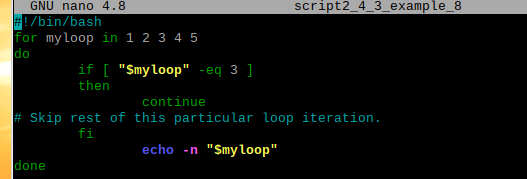 GNU nano 4.8 script2_4_3_example_8
#!/bin/bash
for myloop in 1 2 3 4 5
do
        if [ "$myloop" -eq 3 ]
        then
                continue
# Skip rest of this particular loop iteration.
        fi
                echo -n "$myloop"
done